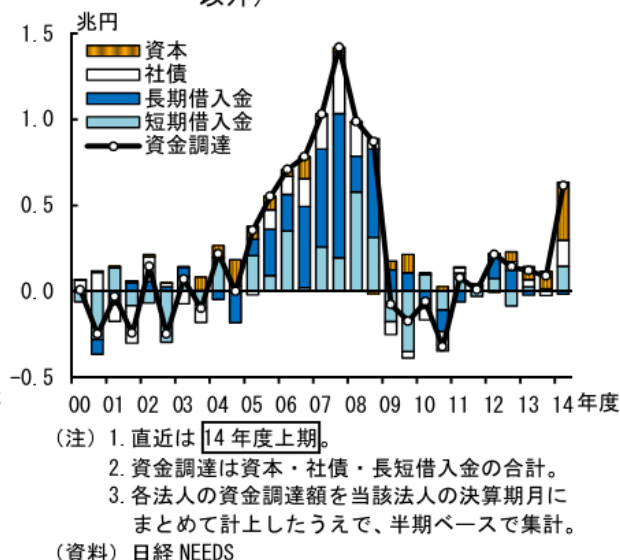 以外）
兆円
1.5
1.0
0.5
0.0
-0.5
資本
社債
長期借入金
短期借入金
資金調達
00 01 02 03 04 05 06 07 08 09 10 11 12 13 14 年度
（注）1. 直近は14年度上期。
2. 資金調達は資本・社債・長短借入金の合計。
3. 各法人の資金調達額を当該法人の決算期月に
まとめて計上したうえで、半期ベースで集計。
（資料）日経 NEEDS